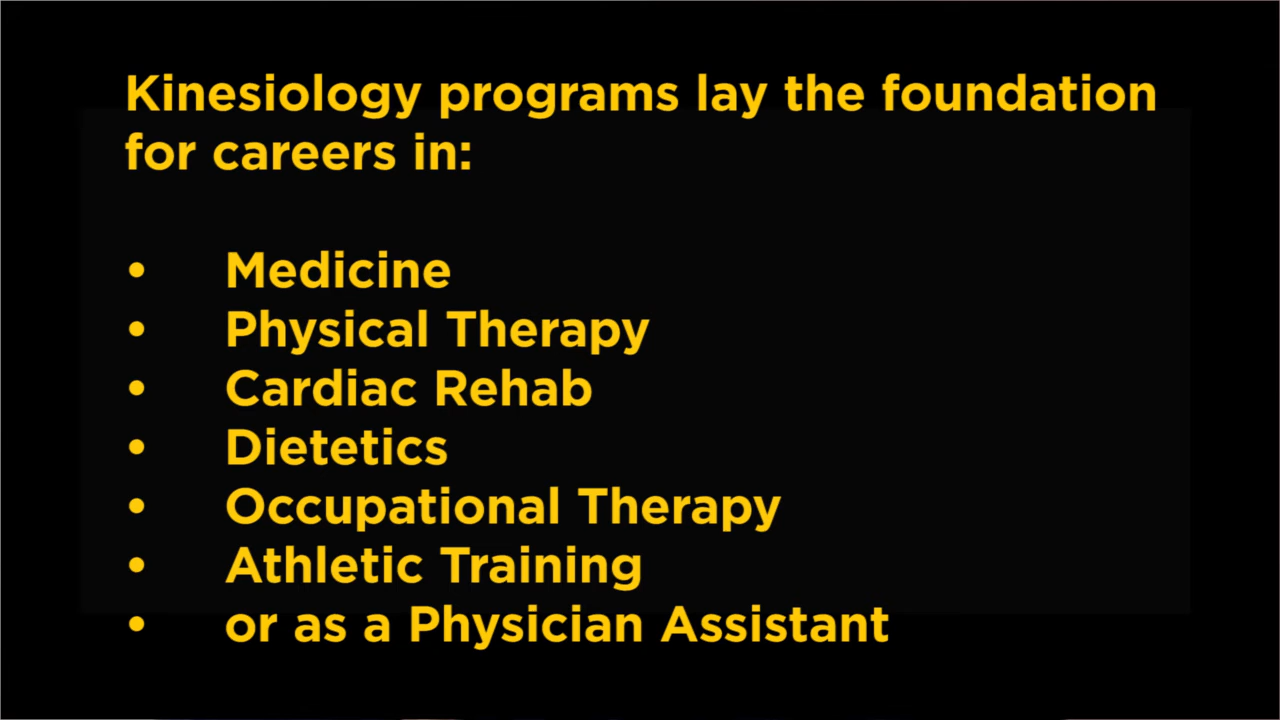 Kinesiology programs lay the foundation
for careers in:
• Medicine
• Physical Therapy
• Cardiac Rehab
• Dietetics
• Occupational Therapy
• Athletic Training
• or as a Physician Assistant